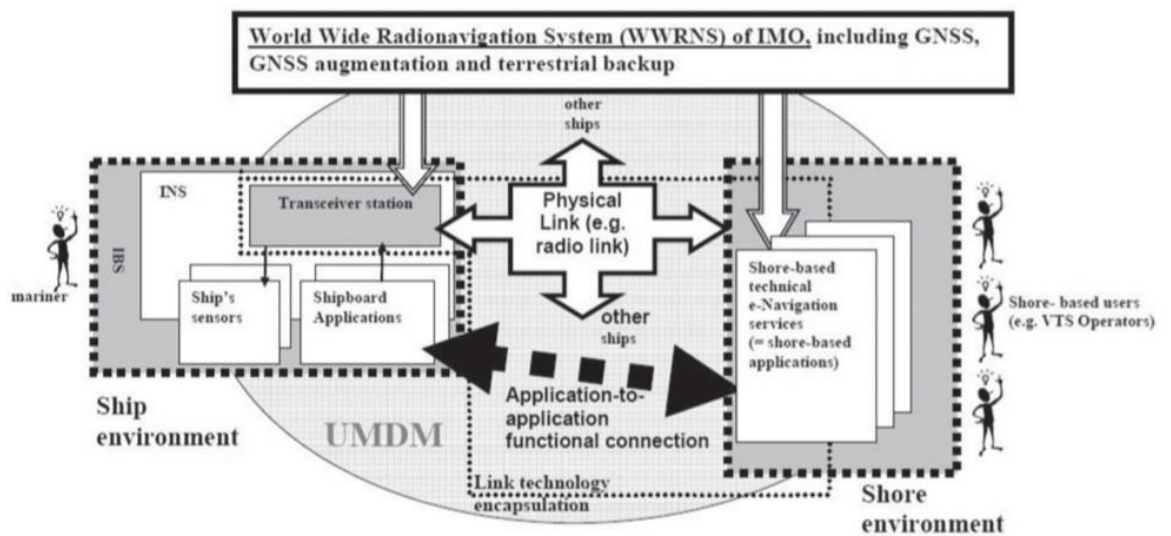 World Wide Radionavigation System (WWRNS) of IMO, including GNSS,
GNSS augmentation and terrestrial backup
other
ships
INS
Transceiver station
Physical
Link (e.g.
radio link)
IBS
mariner
Ship's
sensors
Shipboard
Applications
Shore-based
technical
e-Navigation
services
(= shore-based
applications)
Shore- based users
(e.g. VTS Operators)
other
ships
Ship
environment
UMDM
Application-to-
application
functional connection
Link technology
encapsulation
Shore
environment